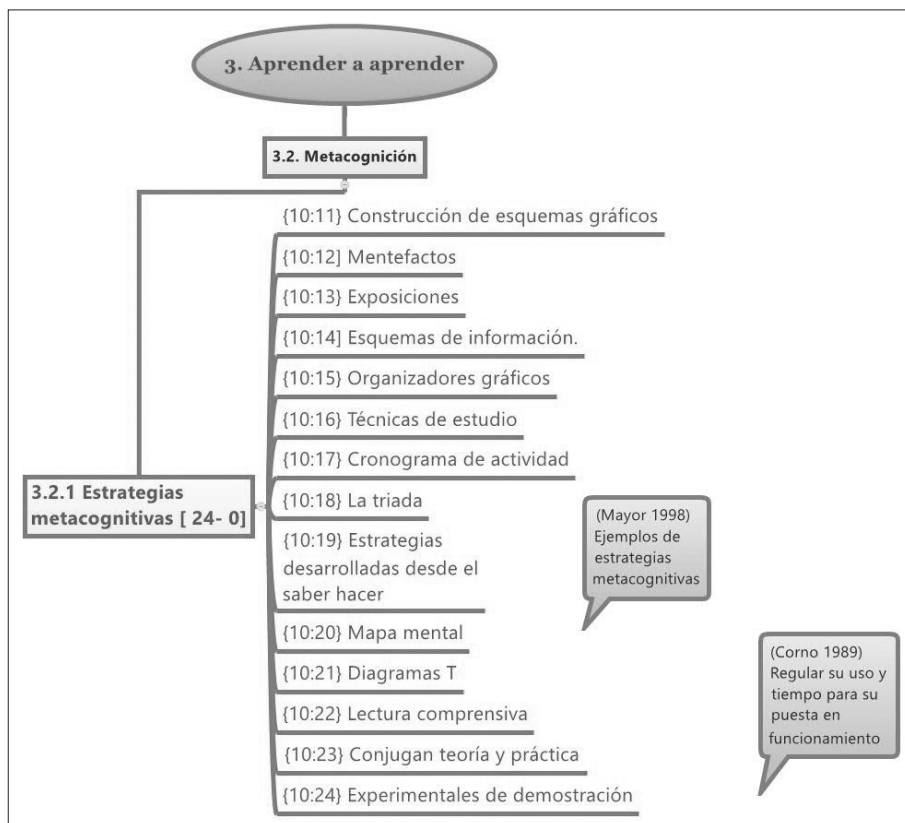 3. Aprender a aprender
3.2. Metacognición
{10:11} Construcción de esquemas gráficos
{10:12] Mentefactos
{10:13} Exposiciones
{10:14] Esquemas de información.
{10:15} Organizadores gráficos
{10:16} Técnicas de estudio
{10:17} Cronograma de actividad
3.2.1 Estrategias
metacognitivas [ 24- 0]
{10:18} La triada
{10:19} Estrategias
desarrolladas desde el
saber hacer
{10:20} Mapa mental
{10:21} Diagramas T
{10:22} Lectura comprensiva
{10:23} Conjugan teoría y práctica
{10:24} Experimentales de demostración
(Mayor 1998)
Ejemplos de
estrategias
metacognitivas
(Corno 1989)
Regular su uso y
tiempo para su
puesta en
funcionamiento